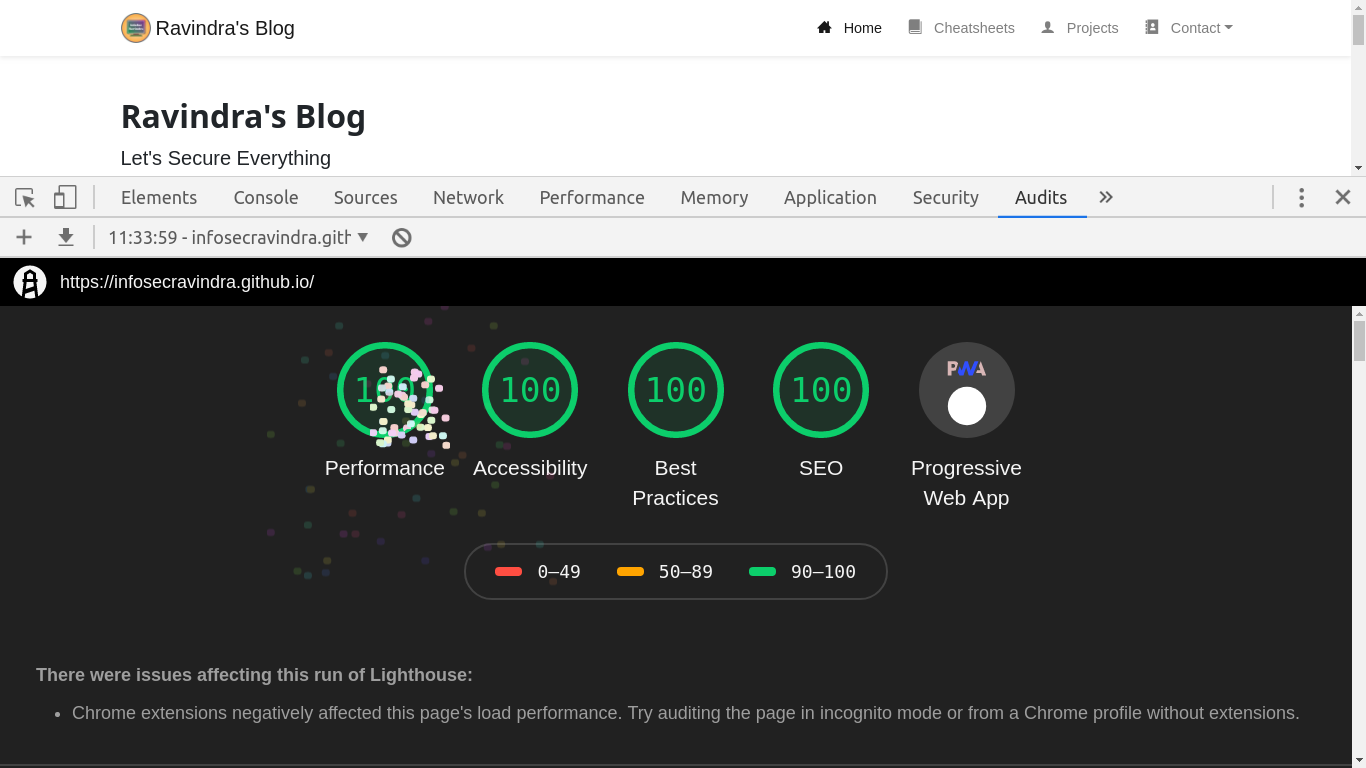 Ravindra's Blog
Home Cheatsheets Projects Contact
Ravindra's Blog
Let's Secure Everything
Elements Console Sources Network Performance Memory Application Security Audits
11:33:59 - infosecravindra.gith
https://infosecravindra.github.io/
100 100 100 100 PWA
Performance Accessibility Best Practices SEO Progressive Web App
0–49 50–89 90–100
There were issues affecting this run of Lighthouse:
• Chrome extensions negatively affected this page's load performance. Try auditing the page in incognito mode or from a Chrome profile without extensions.